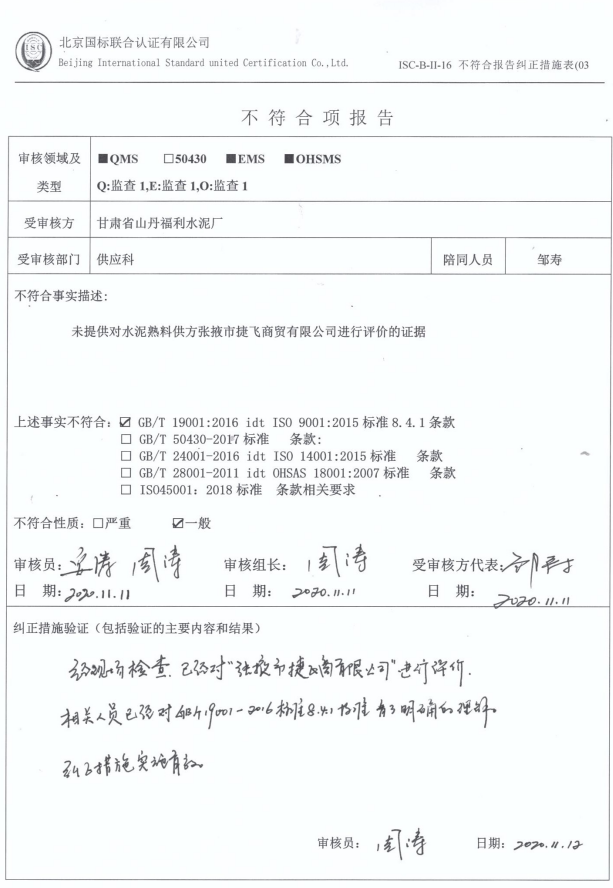 ISC
北京国标联合认证有限公司
Beijing International Standard united Certification Co.,Ltd.
ISC-B-II-16 不符合报告纠正措施表(03
不符合项报告
审核领域及类型
■QMS □50430 ■EMS ■OHSMS
Q:监查1,E:监查1,O:监查1
受审核方 甘肃省山丹福利水泥厂
受审核部门 供应科 陪同人员 邹寿
不符合事实描述:
未提供对水泥熟料供方张掖市捷飞商贸有限公司进行评价的证据
上述事实不符合: ☑ GB/T 19001:2016 idt ISO 9001:2015 标准 8.4.1 条款
□ GB/T 50430-2017 标准 条款:
□ GB/T 24001-2016 idt ISO 14001:2015 标准 条款
□ GB/T 28001-2011 idt OHSAS 18001:2007 标准 条款
□ ISO45001: 2018 标准 条款相关要求
不符合性质: □严重 ☑一般
审核员: 安涛 周涛 审核组长: 周涛 受审核方代表:
日 期: 2020.11.11 日 期: 2020.11.11 日 期: 2020.11.11
纠正措施验证（包括验证的主要内容和结果）
经现场检查,已经对"张掖市捷飞商有限公司"进行评价.
相关人员已经对GB/T19001-2016标准8.4.1标准有了明确的理解。
纠正措施实施有效。
审核员: 周涛 日期: 2020.11.12